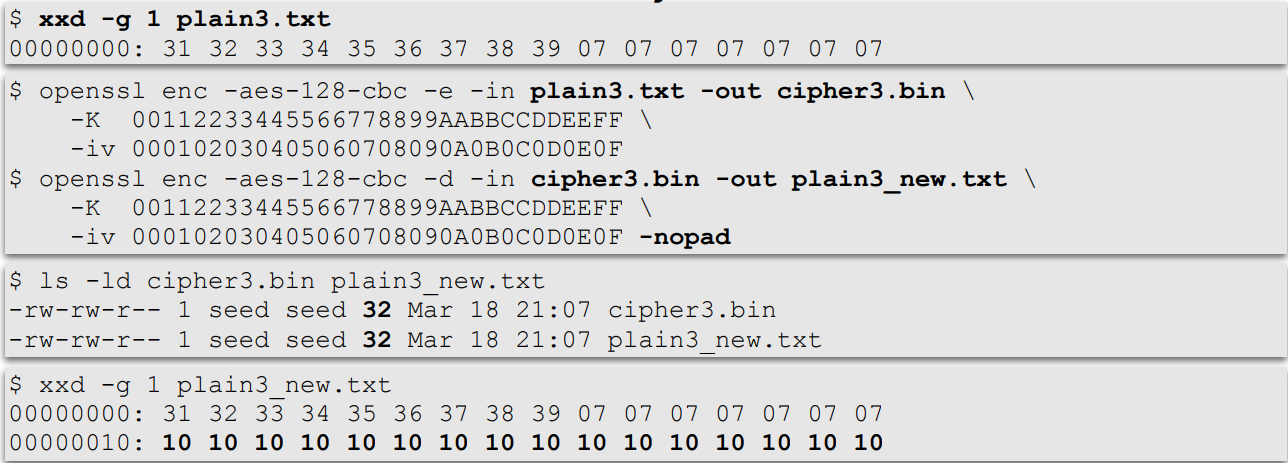 $ xxd -g 1 plain3.txt
00000000: 31 32 33 34 35 36 37 38 39 07 07 07 07 07 07 07
$ openssl enc -aes-128-cbc -e -in plain3.txt -out cipher3.bin \
-K 00112233445566778899AABBCCDDEEFF \
-iv 000102030405060708090A0B0C0D0E0F
$ openssl enc -aes-128-cbc -d -in cipher3.bin -out plain3_new.txt \
-K 00112233445566778899AABBCCDDEEFF \
-iv 000102030405060708090A0B0C0D0E0F -nopad
$ ls -ld cipher3.bin plain3_new.txt
-rw-rw-r-- 1 seed seed 32 Mar 18 21:07 cipher3.bin
-rw-rw-r-- 1 seed seed 32 Mar 18 21:07 plain3_new.txt
$ xxd -g 1 plain3_new.txt
00000000: 31 32 33 34 35 36 37 38 39 07 07 07 07 07 07 07
00000010: 10 10 10 10 10 10 10 10 10 10 10 10 10 10 10 10